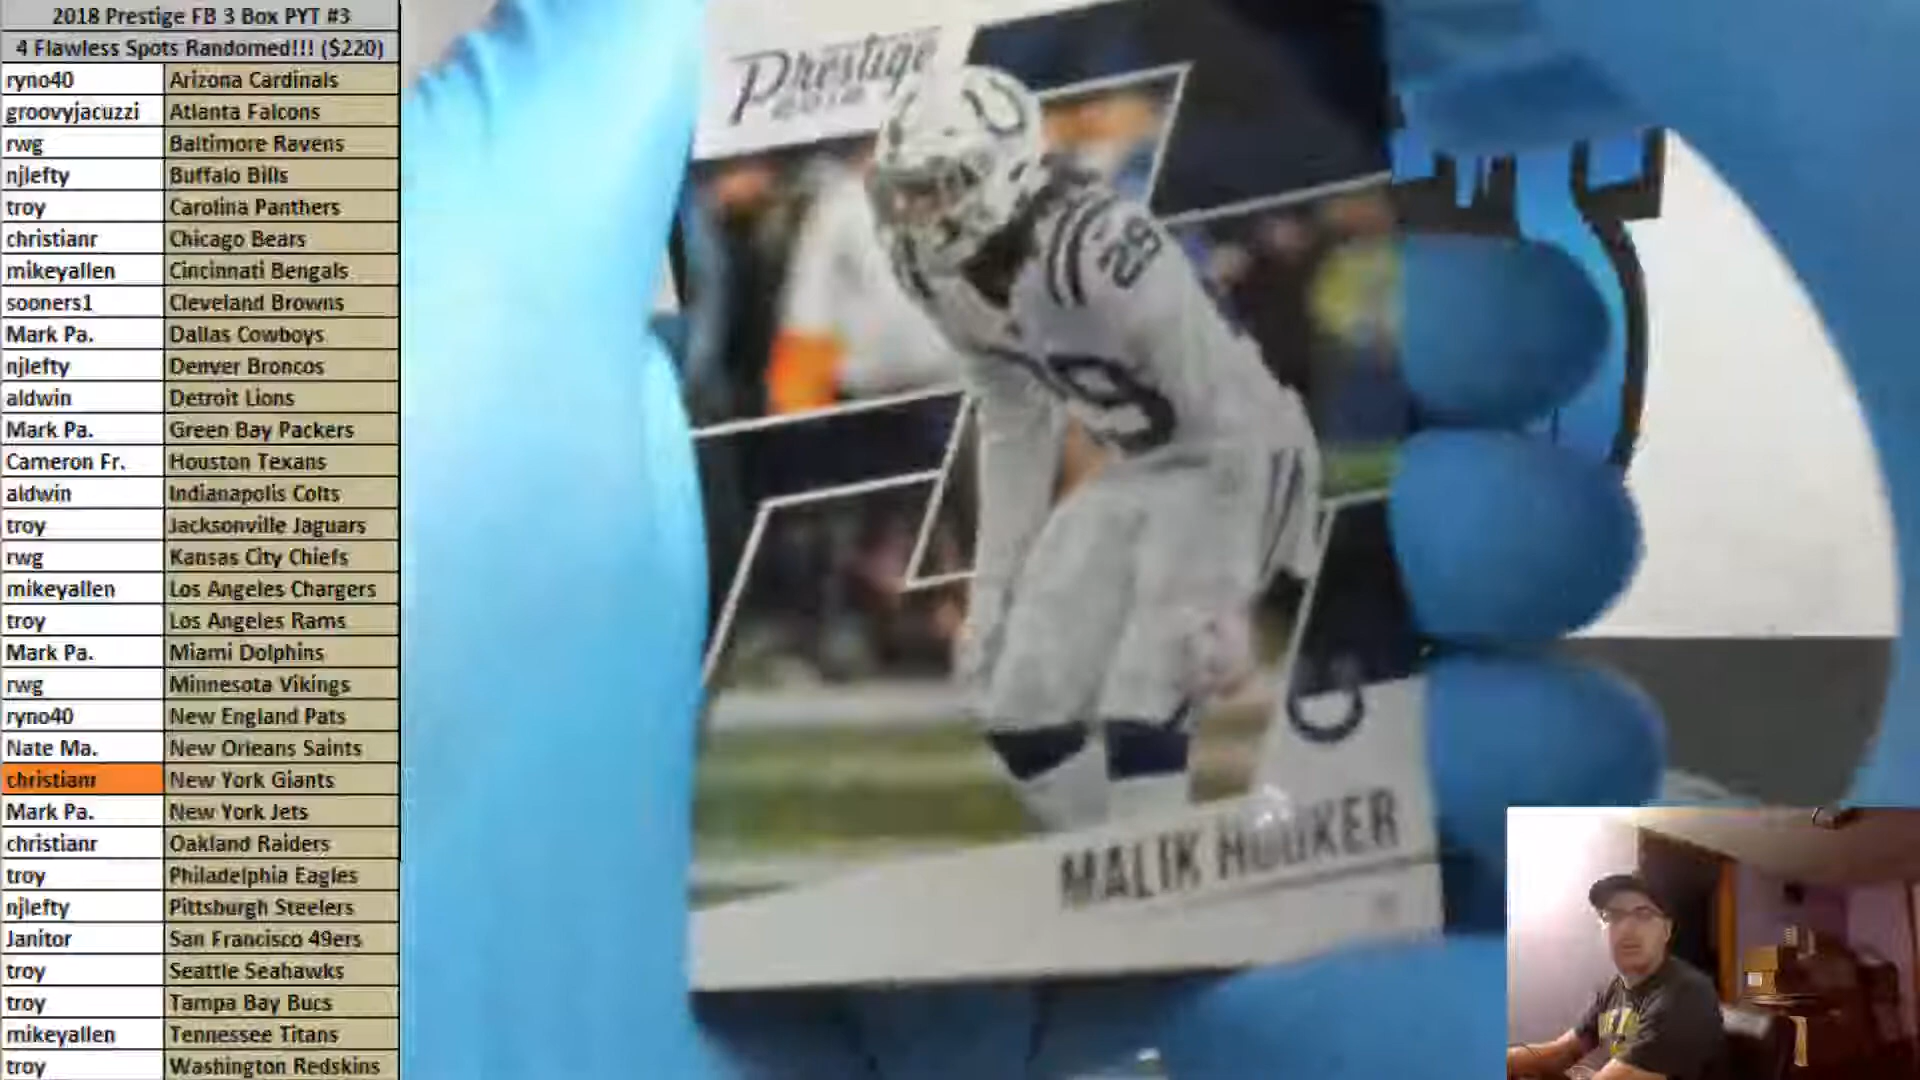 2018 Prestige FB 3 Box PYT #3
4 Flawless Spots Randomed!!! ($220)
ryno40 Arizona Cardinals
groovyjacuzzi Atlanta Falcons
rwg Baltimore Ravens
njlefty Buffalo Bills
troy Carolina Panthers
christianr Chicago Bears
mikeyallen Cincinnati Bengals
sooners1 Cleveland Browns
Mark Pa. Dallas Cowboys
njlefty Denver Broncos
aldwin Detroit Lions
Mark Pa. Green Bay Packers
Cameron Fr. Houston Texans
aldwin Indianapolis Colts
troy Jacksonville Jaguars
rwg Kansas City Chiefs
mikeyallen Los Angeles Chargers
troy Los Angeles Rams
Mark Pa. Miami Dolphins
rwg Minnesota Vikings
ryno40 New England Pats
Nate Ma. New Orleans Saints
christianr New York Giants
Mark Pa. New York Jets
christianr Oakland Raiders
troy Philadelphia Eagles
njlefty Pittsburgh Steelers
Janitor San Francisco 49ers
troy Seattle Seahawks
troy Tampa Bay Bucs
mikeyallen Tennessee Titans
troy Washington Redskins
Prestige
2018
29
29
MALIK HOOKER